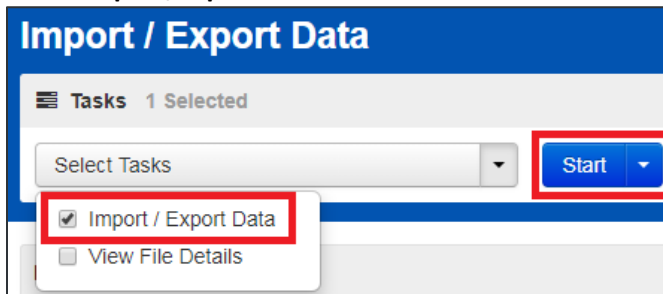 Import / Export Data
Tasks 1 Selected
Select Tasks
Start
Import / Export Data
View File Details